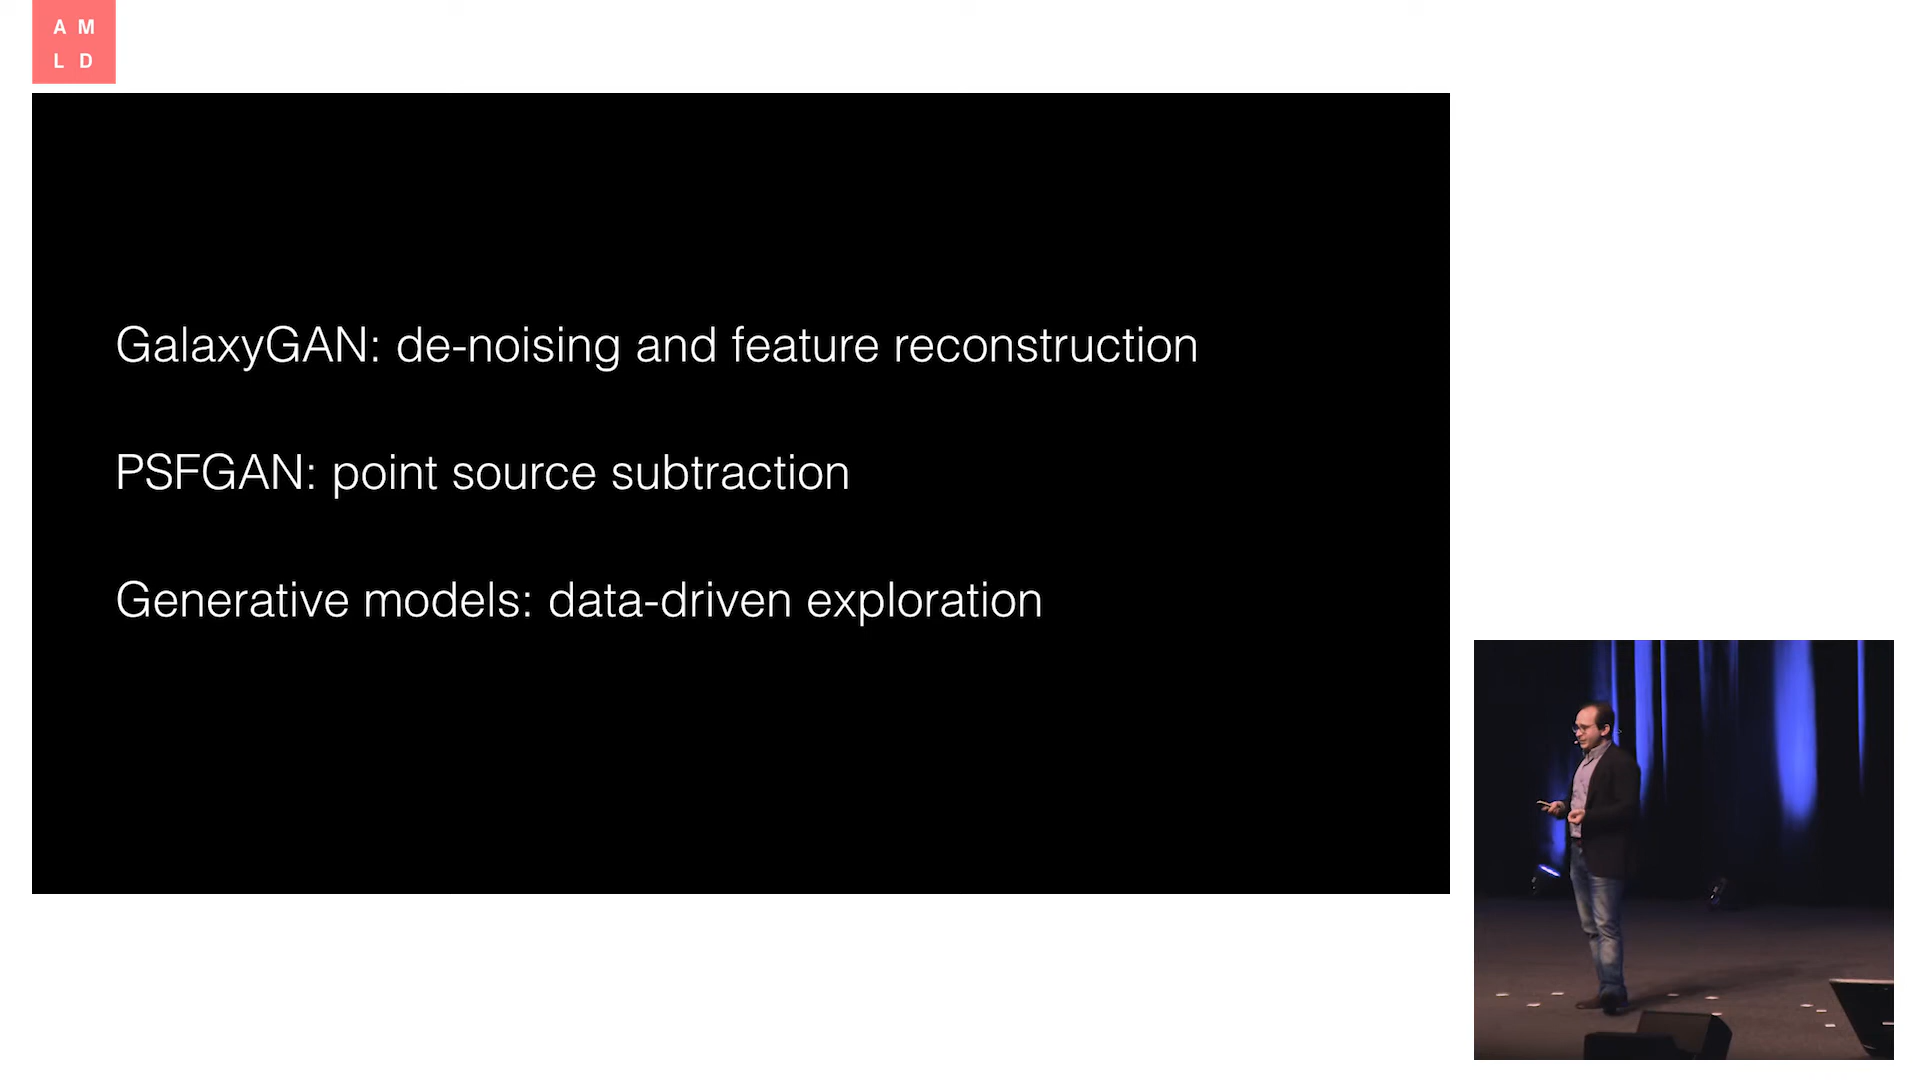 A M
L D
GalaxyGAN: de-noising and feature reconstruction
PSFGAN: point source subtraction
Generative models: data-driven exploration